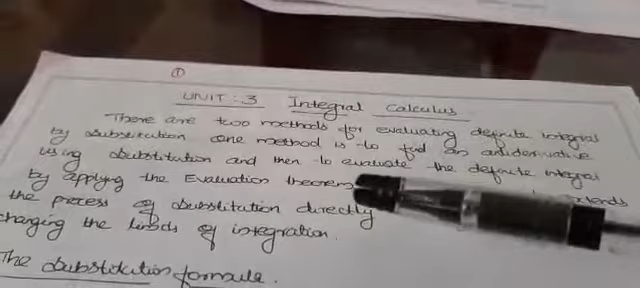 ①
UNIT : 3 Integral Calculus
There are two methods for evaluating definite integral
by substitution one method is to find an antiderivative
using substitution and then to evaluate the definite integral
by applying the Evaluation theorem
the process of substitution directly
changing the limits of integration.
The substitution formula.